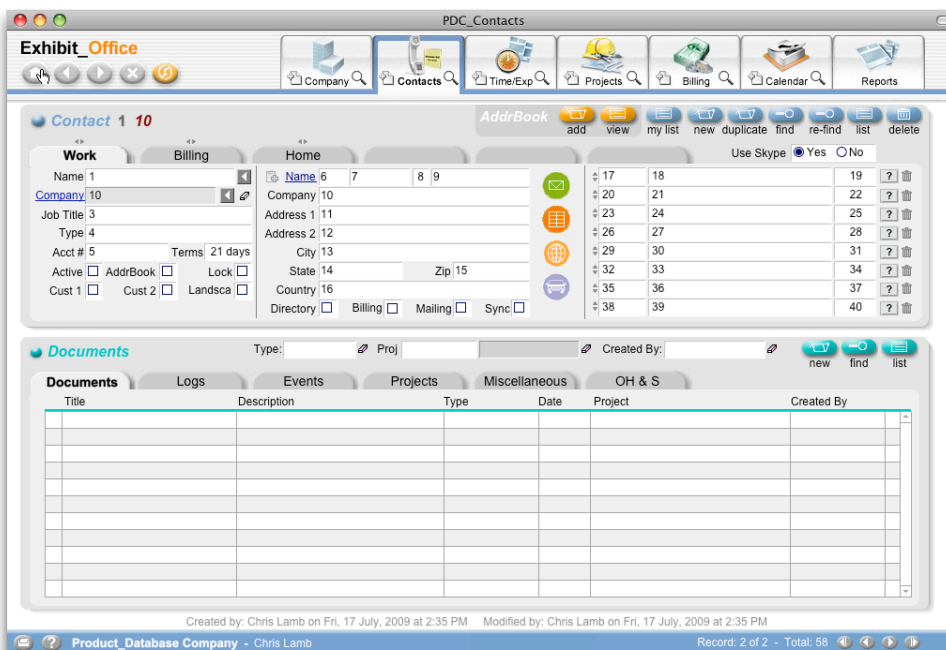 PDC_Contacts
Exhibit_Office
Company Contacts Time/Exp Projects Billing Calendar Reports
Contact 1 10
AddrBook add view my list new duplicate find re-find list delete
Work Billing Home Use Skype Yes No
Name 1 Name 6 7 8 9 17 18 19 ?
Company 10 Company 10 20 21 22 ?
Job Title 3 Address 1 11 23 24 25 ?
Type 4 Address 2 12 26 27 28 ?
Acct # 5 Terms 21 days City 13 29 30 31 ?
Active AddrBook Lock State 14 Zip 15 32 33 34 ?
Cust 1 Cust 2 Landsca Country 16 35 36 37 ?
Directory Billing Mailing Sync 38 39 40 ?
Documents Type: Proj Created By: new find list
Documents Logs Events Projects Miscellaneous OH & S
Title Description Type Date Project Created By
Created by: Chris Lamb on Fri, 17 July, 2009 at 2:35 PM Modified by: Chris Lamb on Fri, 17 July, 2009 at 2:35 PM
? Product_Database Company - Chris Lamb Record: 2 of 2 - Total: 58